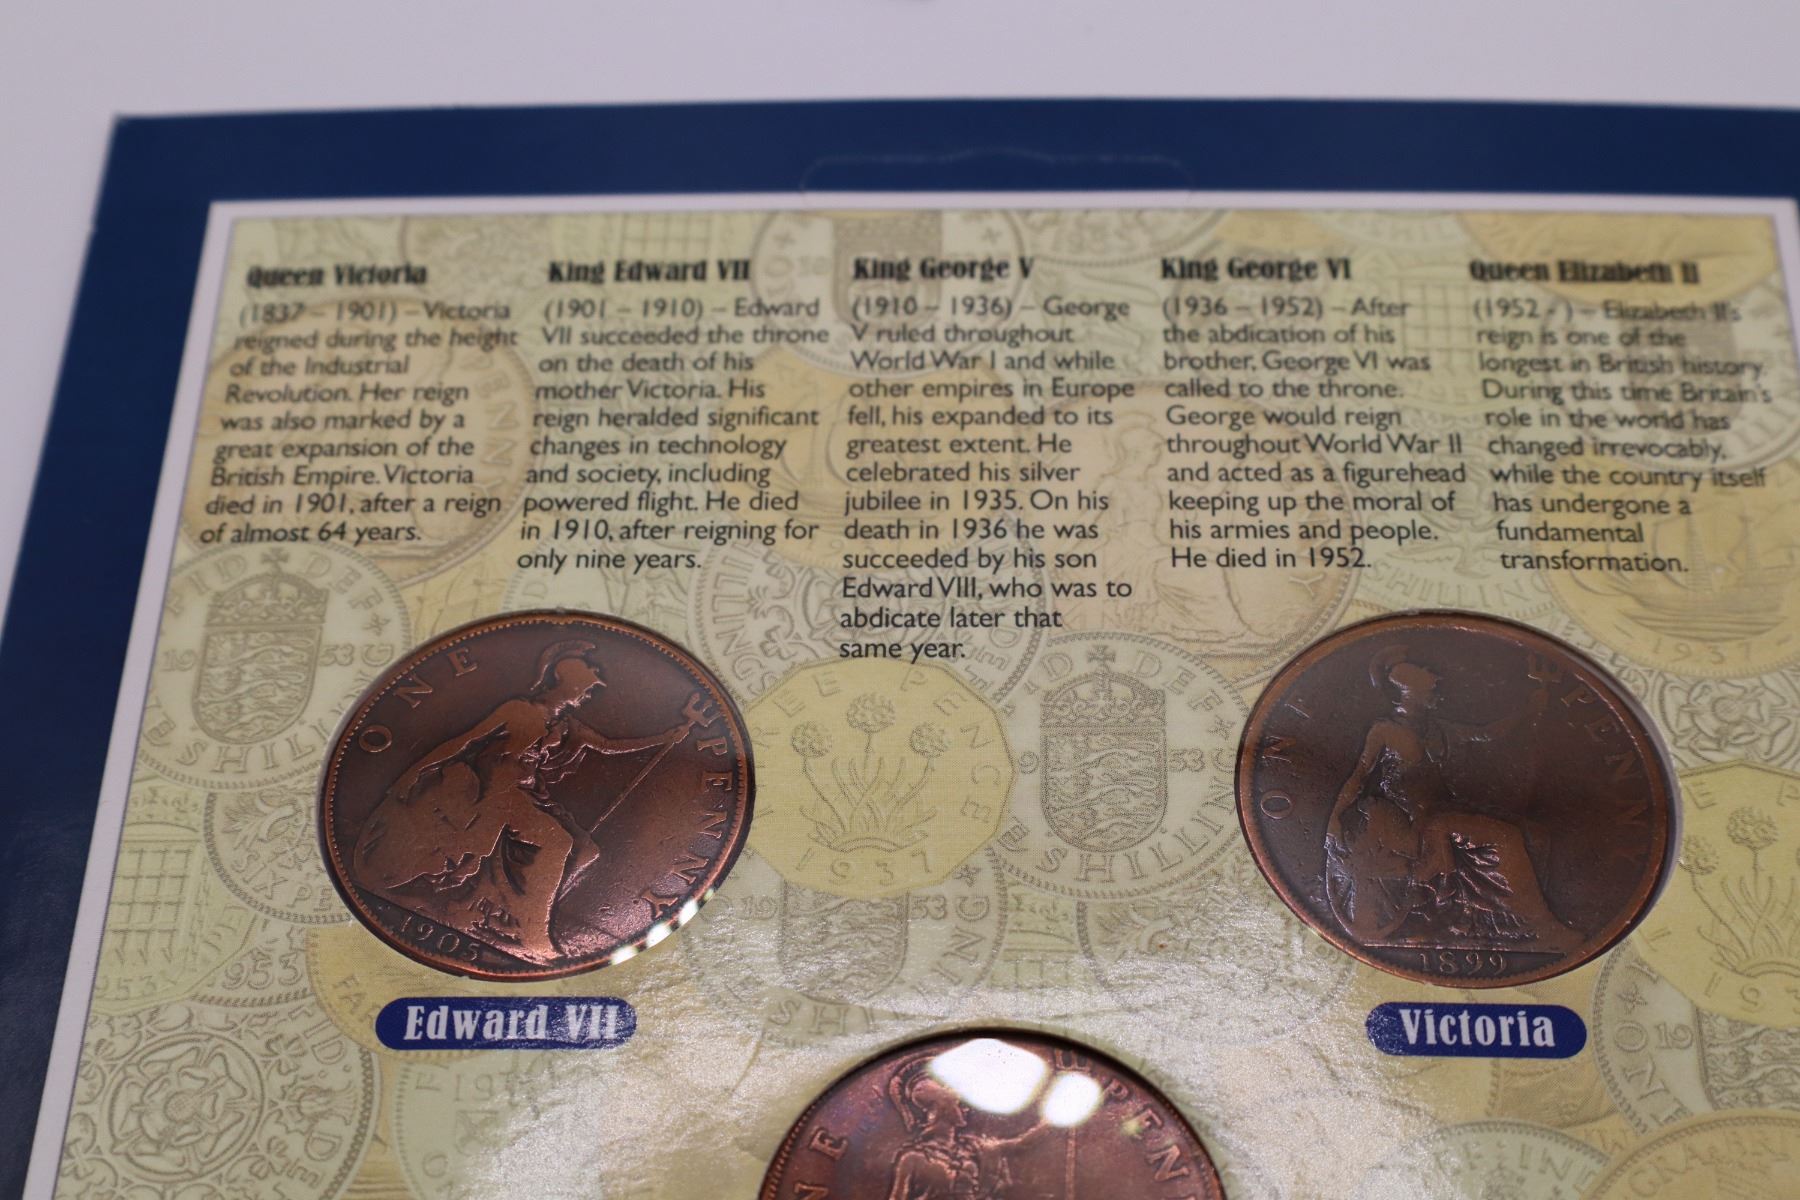 Queen Victoria
(1837 – 1901) – Victoria
reigned during the height
of the Industrial
Revolution. Her reign
was also marked by a
great expansion of the
British Empire. Victoria
died in 1901, after a reign
of almost 64 years.
King Edward VII
(1901 – 1910) – Edward
VII succeeded the throne
on the death of his
mother Victoria. His
reign heralded significant
changes in technology
and society, including
powered flight. He died
in 1910, after reigning for
only nine years.
King George V
(1910 – 1936) – George
V ruled throughout
World War I and while
other empires in Europe
fell, his expanded to its
greatest extent. He
celebrated his silver
jubilee in 1935. On his
death in 1936 he was
succeeded by his son
Edward VIII, who was to
abdicate later that
same year.
King George VI
(1936 – 1952) – After
the abdication of his
brother, George VI was
called to the throne.
George would reign
throughout World War II
and acted as a figurehead
keeping up the moral of
his armies and people.
He died in 1952.
Queen Elizabeth II
(1952 - ) – Elizabeth II's
reign is one of the
longest in British history.
During this time Britain's
role in the world has
changed irrevocably,
while the country itself
has undergone a
fundamental
transformation.
ONE PENNY
1905
Edward VII
THREE PENCE
1937
ONE PENNY
1899
Victoria